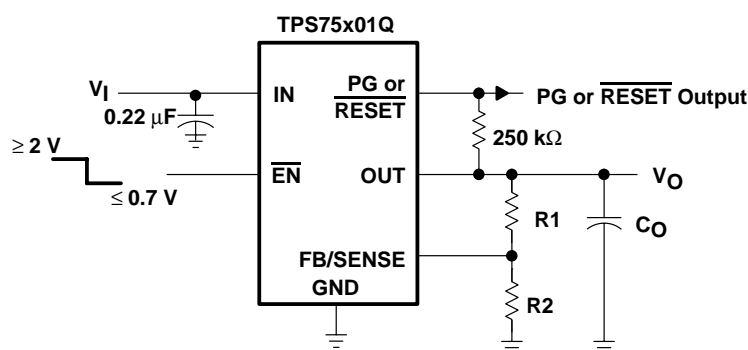 TPS75x01Q
VI
0.22 μF
IN
PG or
RESET
PG or RESET Output
250 kΩ
≥ 2 V
≤ 0.7 V
EN
OUT
VO
R1
CO
FB/SENSE
GND
R2